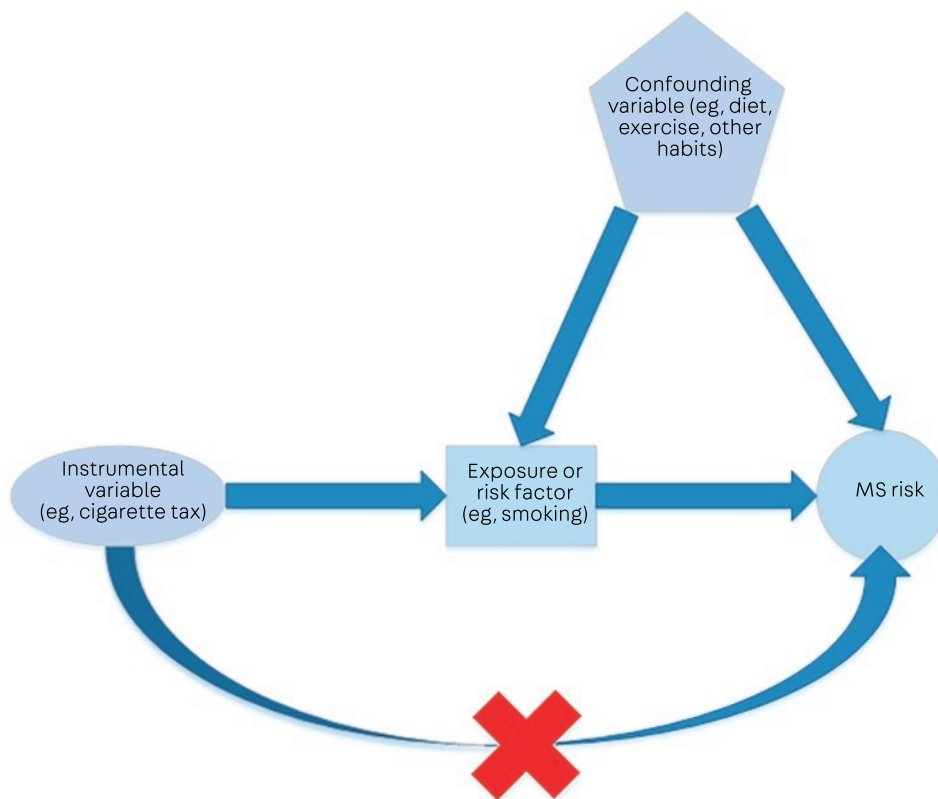 Confounding
variable (eg, diet,
exercise, other
habits)
Instrumental
variable
(eg, cigarette tax)
Exposure or
risk factor
(eg, smoking)
MS risk